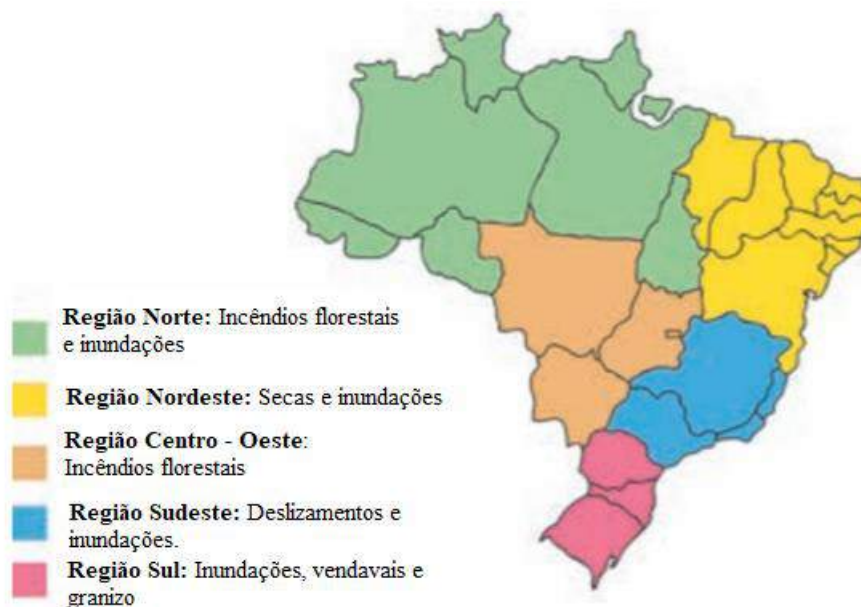 Região Norte: Incêndios florestais
e inundações
Região Nordeste: Secas e inundações
Região Centro - Oeste:
Incêndios florestais
Região Sudeste: Deslizamentos e
inundações.
Região Sul: Inundações, vendavais e
granizo